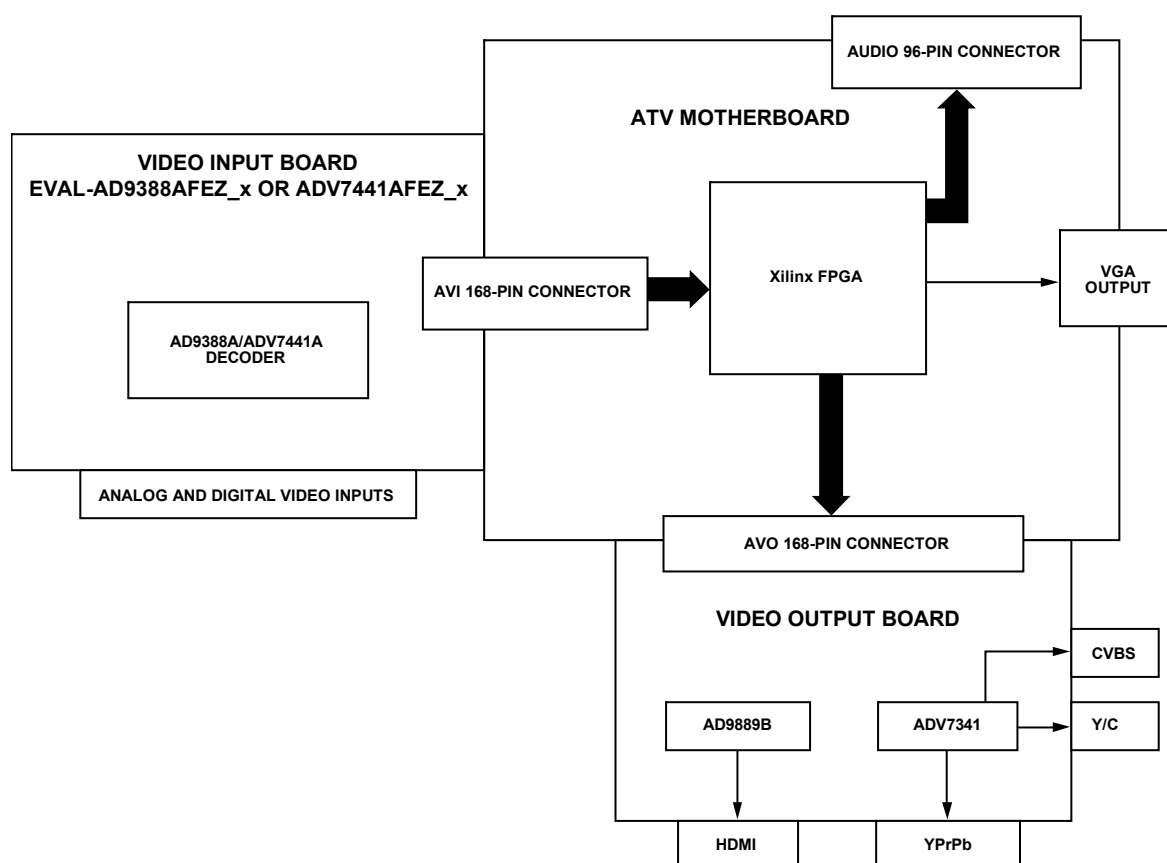 AUDIO 96-PIN CONNECTOR
ATV MOTHERBOARD
VIDEO INPUT BOARD
EVAL-AD9388AFEZ_x OR ADV7441AFEZ_x
AVI 168-PIN CONNECTOR
Xilinx FPGA
VGA
OUTPUT
AD9388A/ADV7441A
DECODER
ANALOG AND DIGITAL VIDEO INPUTS
AVO 168-PIN CONNECTOR
VIDEO OUTPUT BOARD
CVBS
AD9889B
ADV7341
Y/C
HDMI
YPrPb